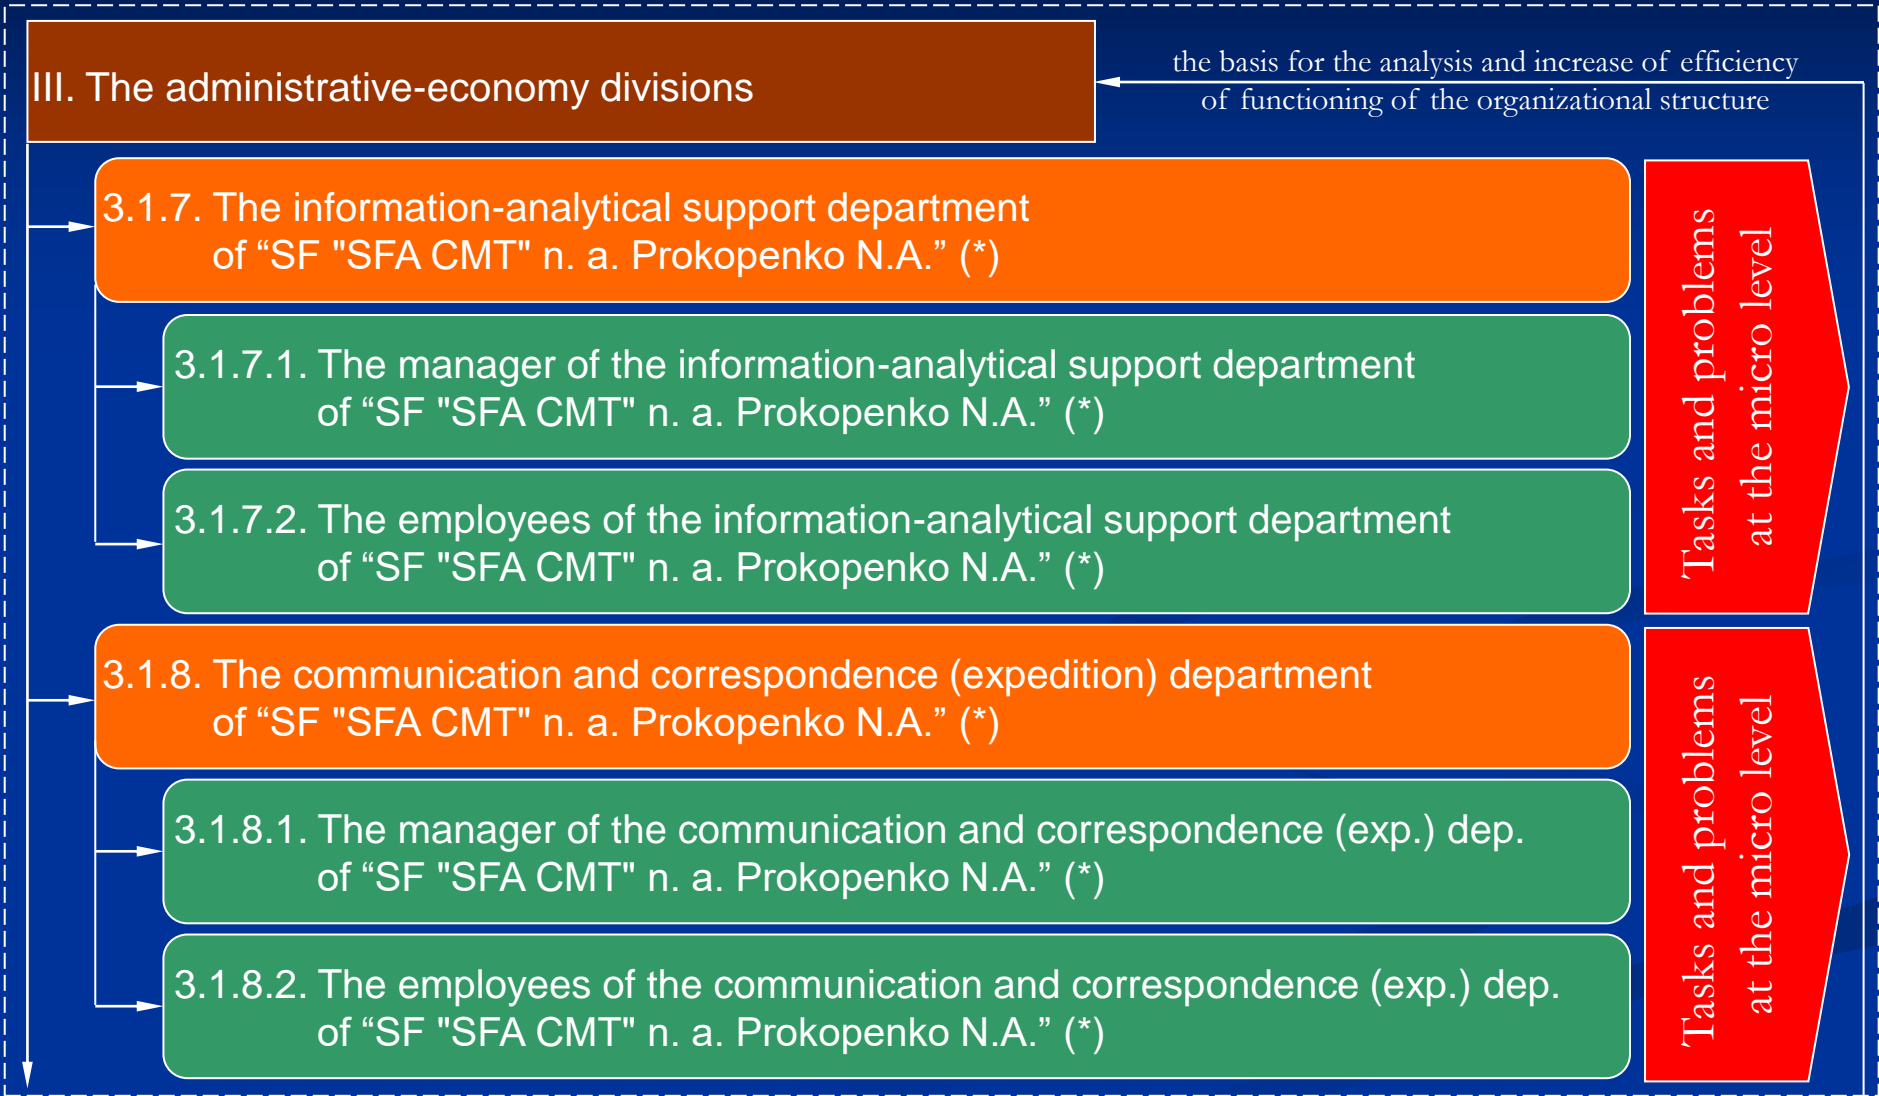 III. The administrative-economy divisions
the basis for the analysis and increase of efficiency
of functioning of the organizational structure
3.1.7. The information-analytical support department
of “SF "SFA CMT" n. a. Prokopenko N.A.” (*)
3.1.7.1. The manager of the information-analytical support department
of “SF "SFA CMT" n. a. Prokopenko N.A.” (*)
3.1.7.2. The employees of the information-analytical support department
of “SF "SFA CMT" n. a. Prokopenko N.A.” (*)
Tasks and problems
at the micro level
3.1.8. The communication and correspondence (expedition) department
of “SF "SFA CMT" n. a. Prokopenko N.A.” (*)
3.1.8.1. The manager of the communication and correspondence (exp.) dep.
of “SF "SFA CMT" n. a. Prokopenko N.A.” (*)
3.1.8.2. The employees of the communication and correspondence (exp.) dep.
of “SF "SFA CMT" n. a. Prokopenko N.A.” (*)
Tasks and problems
at the micro level